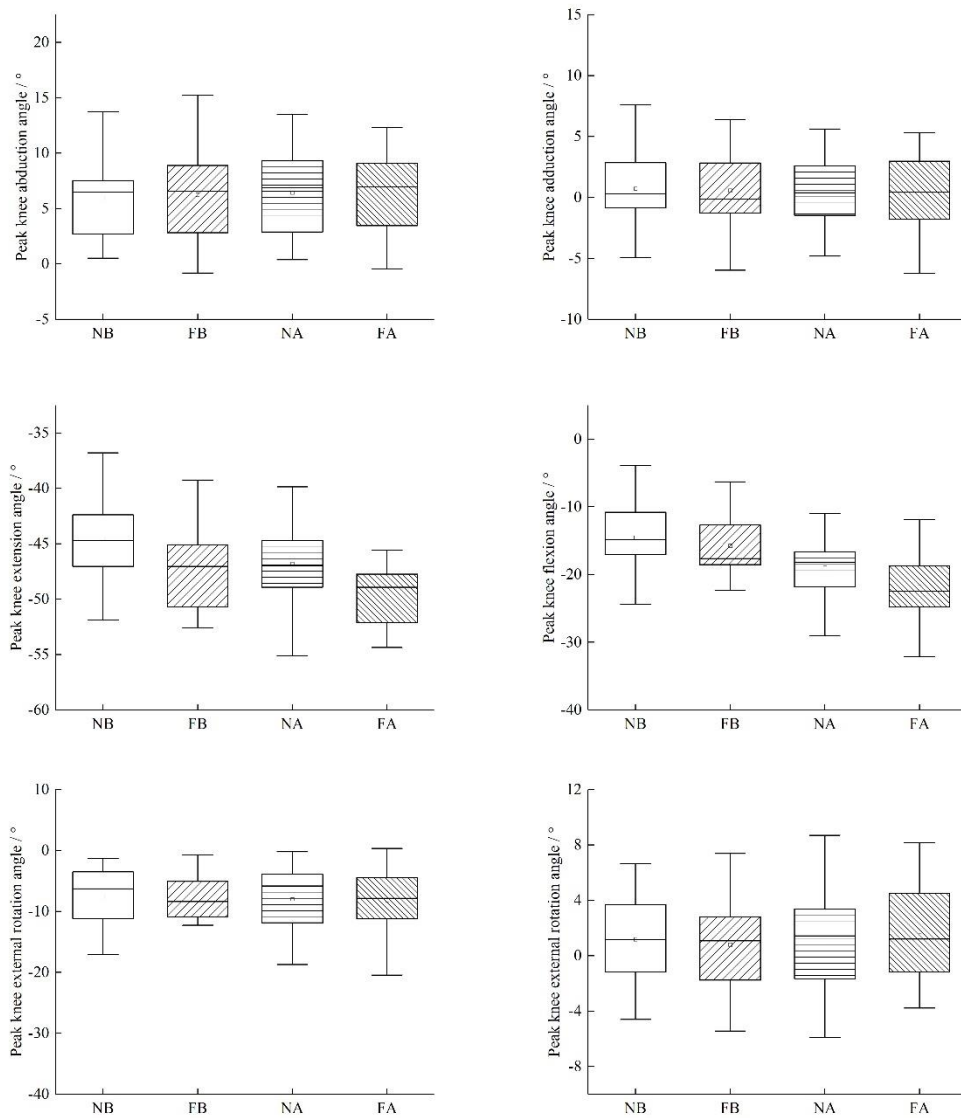 Peak knee abduction angle / °
20
15
10
5
0
-5
NB FB NA FA
Peak knee adduction angle / °
15
10
5
0
-5
-10
NB FB NA FA
Peak knee extension angle / °
-35
-40
-45
-50
-55
-60
NB FB NA FA
Peak knee flexion angle / °
0
-10
-20
-30
-40
NB FB NA FA
Peak knee external rotation angle / °
10
0
-10
-20
-30
-40
NB FB NA FA
Peak knee external rotation angle / °
12
8
4
0
-4
-8
NB FB NA FA